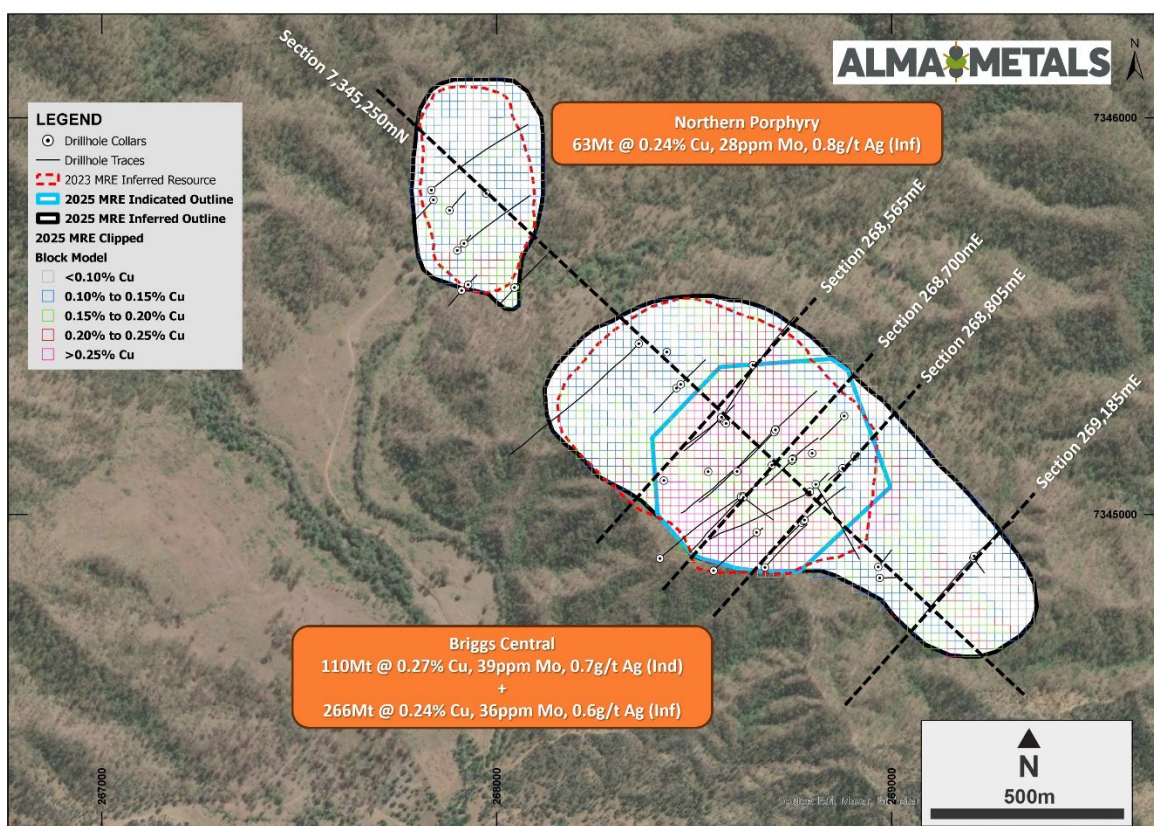 ALMA METALS
N
Section 7,345,250mN
Northern Porphyry
63Mt @ 0.24% Cu, 28ppm Mo, 0.8g/t Ag (Inf)
7346000
LEGEND
Drillhole Collars
Drillhole Traces
2023 MRE Inferred Resource
2025 MRE Indicated Outline
2025 MRE Inferred Outline
2025 MRE Clipped
Block Model
<0.10% Cu
0.10% to 0.15% Cu
0.15% to 0.20% Cu
0.20% to 0.25% Cu
>0.25% Cu
Section 268,565mE
Section 268,700mE
Section 268,805mE
Section 269,185mE
7345000
Briggs Central
110Mt @ 0.27% Cu, 39ppm Mo, 0.7g/t Ag (Ind)
+
266Mt @ 0.24% Cu, 36ppm Mo, 0.6g/t Ag (Inf)
267000
268000
269000
N
500m